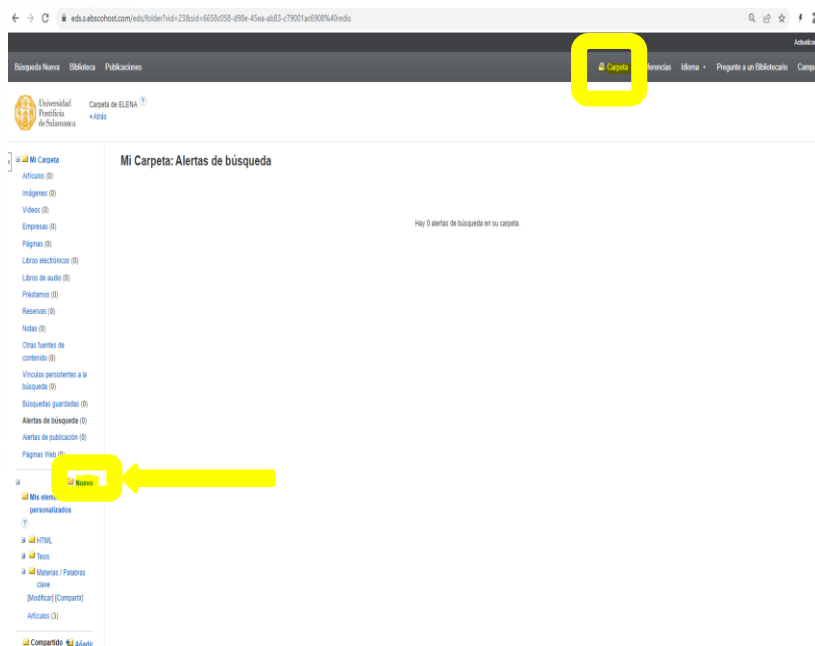 eds.s.ebscohost.com/eds/folder?vid=23&sid=6658c058-d98e-45ea-ab83-c79001ac6908%40redis
Búsqueda Nueva Biblioteca Publicaciones Carpeta Idioma Pregunte a un Bibliotecario
Universidad
Pontificia
de Salamanca
Carpeta de ELENA ?
Atrás
Mi Carpeta
Artículos (0)
Imágenes (0)
Vídeos (0)
Empresas (0)
Páginas (0)
Libros electrónicos (0)
Libros de audio (0)
Préstamos (0)
Reservas (0)
Notas (0)
Otras fuentes de
contenido (0)
Vínculos persistentes a la
búsqueda (0)
Búsquedas guardadas (0)
Alertas de búsqueda (0)
Alertas de publicación (0)
Páginas Web (0)
Mi Carpeta: Alertas de búsqueda
Hay 0 alertas de búsqueda en su carpeta.
Nuevo
Mis
personalizados
?
HTML
Tesis
Materias / Palabras
clave
[Modificar] [Compartir]
Artículos (3)
Compartido Añadir